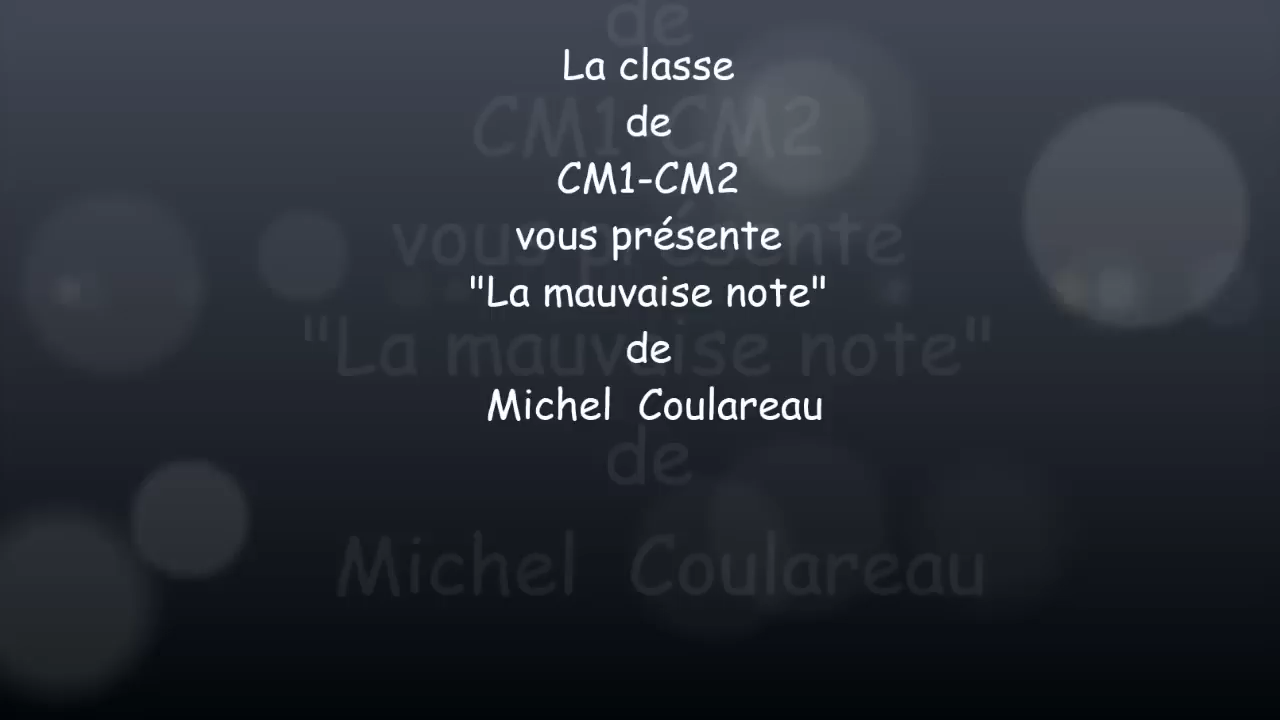 La classe
de
CM1-CM2
vous présente
"La mauvaise note"
de
Michel Coulareau